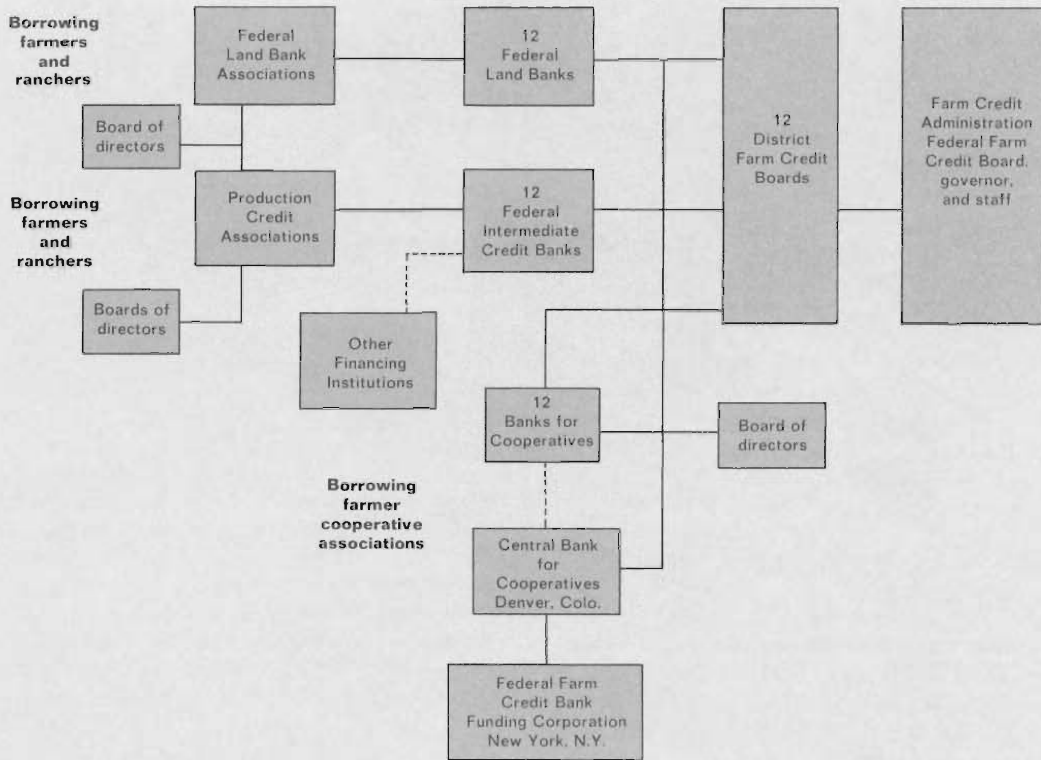 Borrowing
farmers
and
ranchers
Federal
Land Bank
Associations
12
Federal
Land Banks
12
District
Farm Credit
Boards
Farm Credit
Administration
Federal Farm
Credit Board,
governor,
and staff
Board of
directors
Borrowing
farmers
and
ranchers
Production
Credit
Associations
12
Federal
Intermediate
Credit Banks
Boards of
directors
Other
Financing
Institutions
12
Banks for
Cooperatives
Board of
directors
Borrowing
farmer
cooperative
associations
Central Bank
for
Cooperatives
Denver, Colo.
Federal Farm
Credit Bank
Funding Corporation
New York, N.Y.